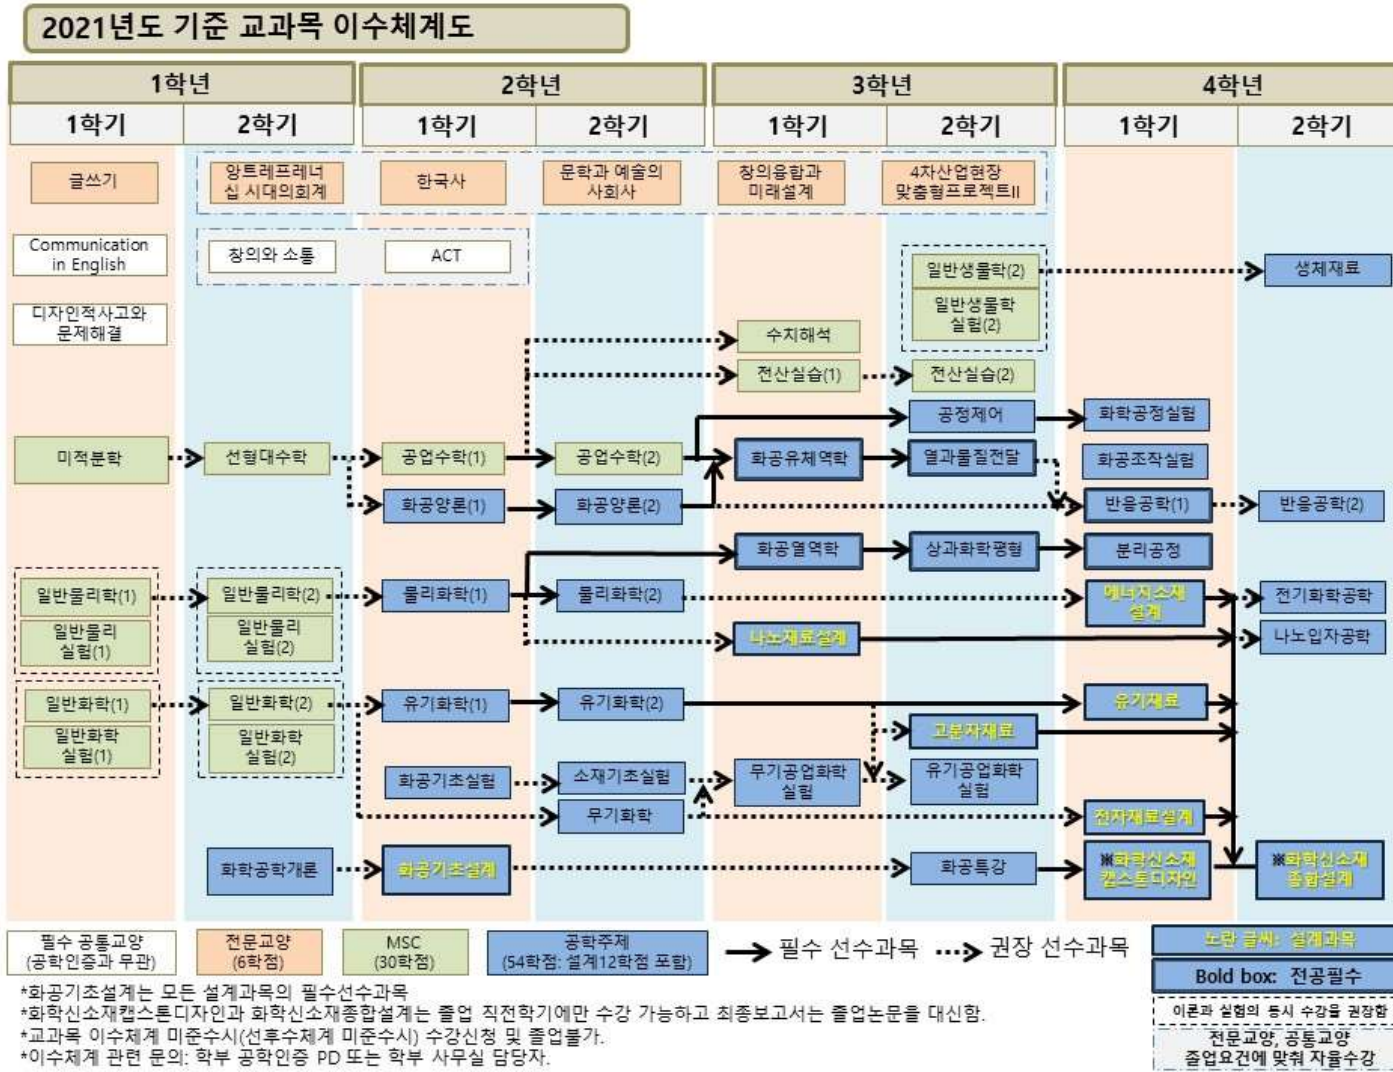 2021년도 기준 교과목 이수체계도
1학년
2학년
3학년
4학년
1학기
2학기
1학기
2학기
1학기
2학기
1학기
2학기
글쓰기
앙트레프레너
십 시대의회계
한국사
문학과 예술의
사회사
창의융합과
미래설계
4차산업현장
맞춤형프로젝트II
Communication
in English
창의와 소통
ACT
일반생물학(2)
생체재료
디자인적사고와
문제해결
일반생물학
실험(2)
수치해석
전산실습(1)
전산실습(2)
공정제어
화학공정실험
미적분학
선형대수학
공업수학(1)
공업수학(2)
화공유체역학
열과물질전달
화공조작실험
화공양론(1)
화공양론(2)
반응공학(1)
반응공학(2)
화공열역학
상과화학평형
분리공정
일반물리학(1)
일반물리학(2)
물리화학(1)
물리화학(2)
에너지소재
설계
전기화학공학
일반물리
실험(1)
일반물리
실험(2)
나노재료설계
나노입자공학
일반화학(1)
일반화학(2)
유기화학(1)
유기화학(2)
유기재료
일반화학
실험(1)
일반화학
실험(2)
고분자재료
화공기초실험
소재기초실험
무기공업화학
실험
유기공업화학
실험
무기화학
전자재료설계
화학공학개론
화공기초설계
화공특강
※화학신소재
캡스톤디자인
※화학신소재
종합설계
필수 공통교양
(공학인증과 무관)
전문교양
(6학점)
MSC
(30학점)
공학주제
(54학점: 설계12학점 포함)
필수 선수과목
권장 선수과목
노란 글씨: 설계과목
Bold box: 전공필수
이론과 실험의 동시 수강을 권장함
전문교양, 공통교양
졸업요건에 맞춰 자율수강
*화공기초설계는 모든 설계과목의 필수선수과목
*화학신소재캡스톤디자인과 화학신소재종합설계는 졸업 직전학기에만 수강 가능하고 최종보고서는 졸업논문을 대신함.
*교과목 이수체계 미준수시(선후수체계 미준수시) 수강신청 및 졸업불가.
*이수체계 관련 문의: 학부 공학인증 PD 또는 학부 사무실 담당자.